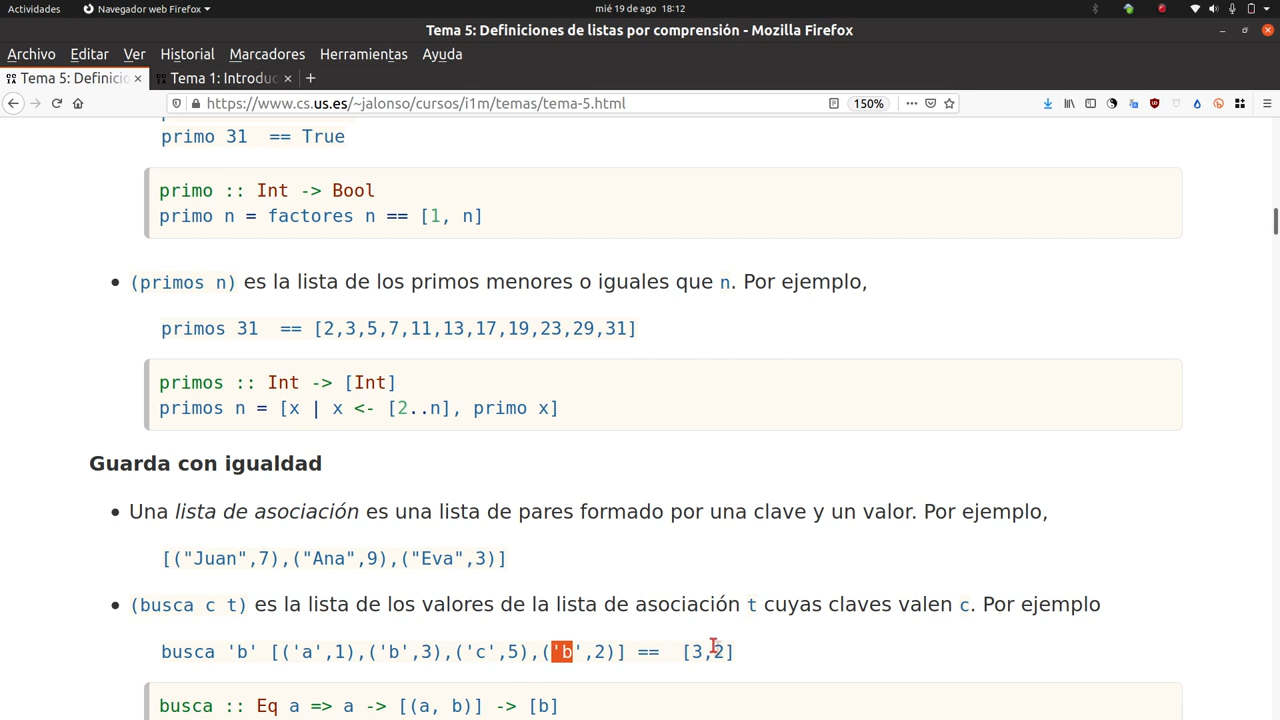 Actividades Navegador web Firefox mié 19 de ago 18:12
Tema 5: Definiciones de listas por comprensión - Mozilla Firefox
Archivo Editar Ver Historial Marcadores Herramientas Ayuda
Tema 5: Definicio × Tema 1: Introduc × +
https://www.cs.us.es/~jalonso/cursos/i1m/temas/tema-5.html 150%
primo 31 == True
primo :: Int -> Bool
primo n = factores n == [1, n]
• (primos n) es la lista de los primos menores o iguales que n. Por ejemplo,
primos 31 == [2,3,5,7,11,13,17,19,23,29,31]
primos :: Int -> [Int]
primos n = [x | x <- [2..n], primo x]
Guarda con igualdad
• Una lista de asociación es una lista de pares formado por una clave y un valor. Por ejemplo,
[("Juan",7),("Ana",9),("Eva",3)]
• (busca c t) es la lista de los valores de la lista de asociación t cuyas claves valen c. Por ejemplo
busca 'b' [('a',1),('b',3),('c',5),('b',2)] == [3,2]
busca :: Eq a => a -> [(a, b)] -> [b]